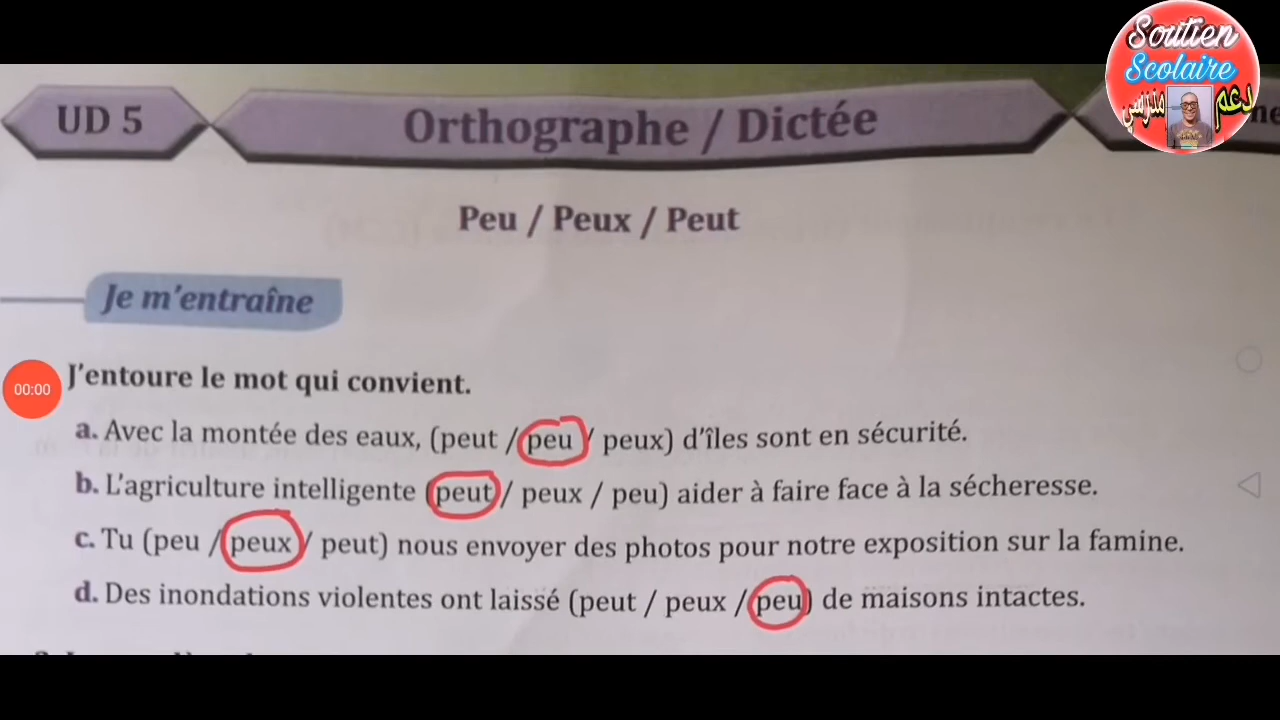 Soutien
Scolaire
دعم مدرسي
UD 5
Orthographe / Dictée
Peu / Peux / Peut
Je m'entraîne
00:00
J'entoure le mot qui convient.
a. Avec la montée des eaux, (peut / peu / peux) d'îles sont en sécurité.
b. L'agriculture intelligente (peut / peux / peu) aider à faire face à la sécheresse.
c. Tu (peu / peux / peut) nous envoyer des photos pour notre exposition sur la famine.
d. Des inondations violentes ont laissé (peut / peux / peu) de maisons intactes.